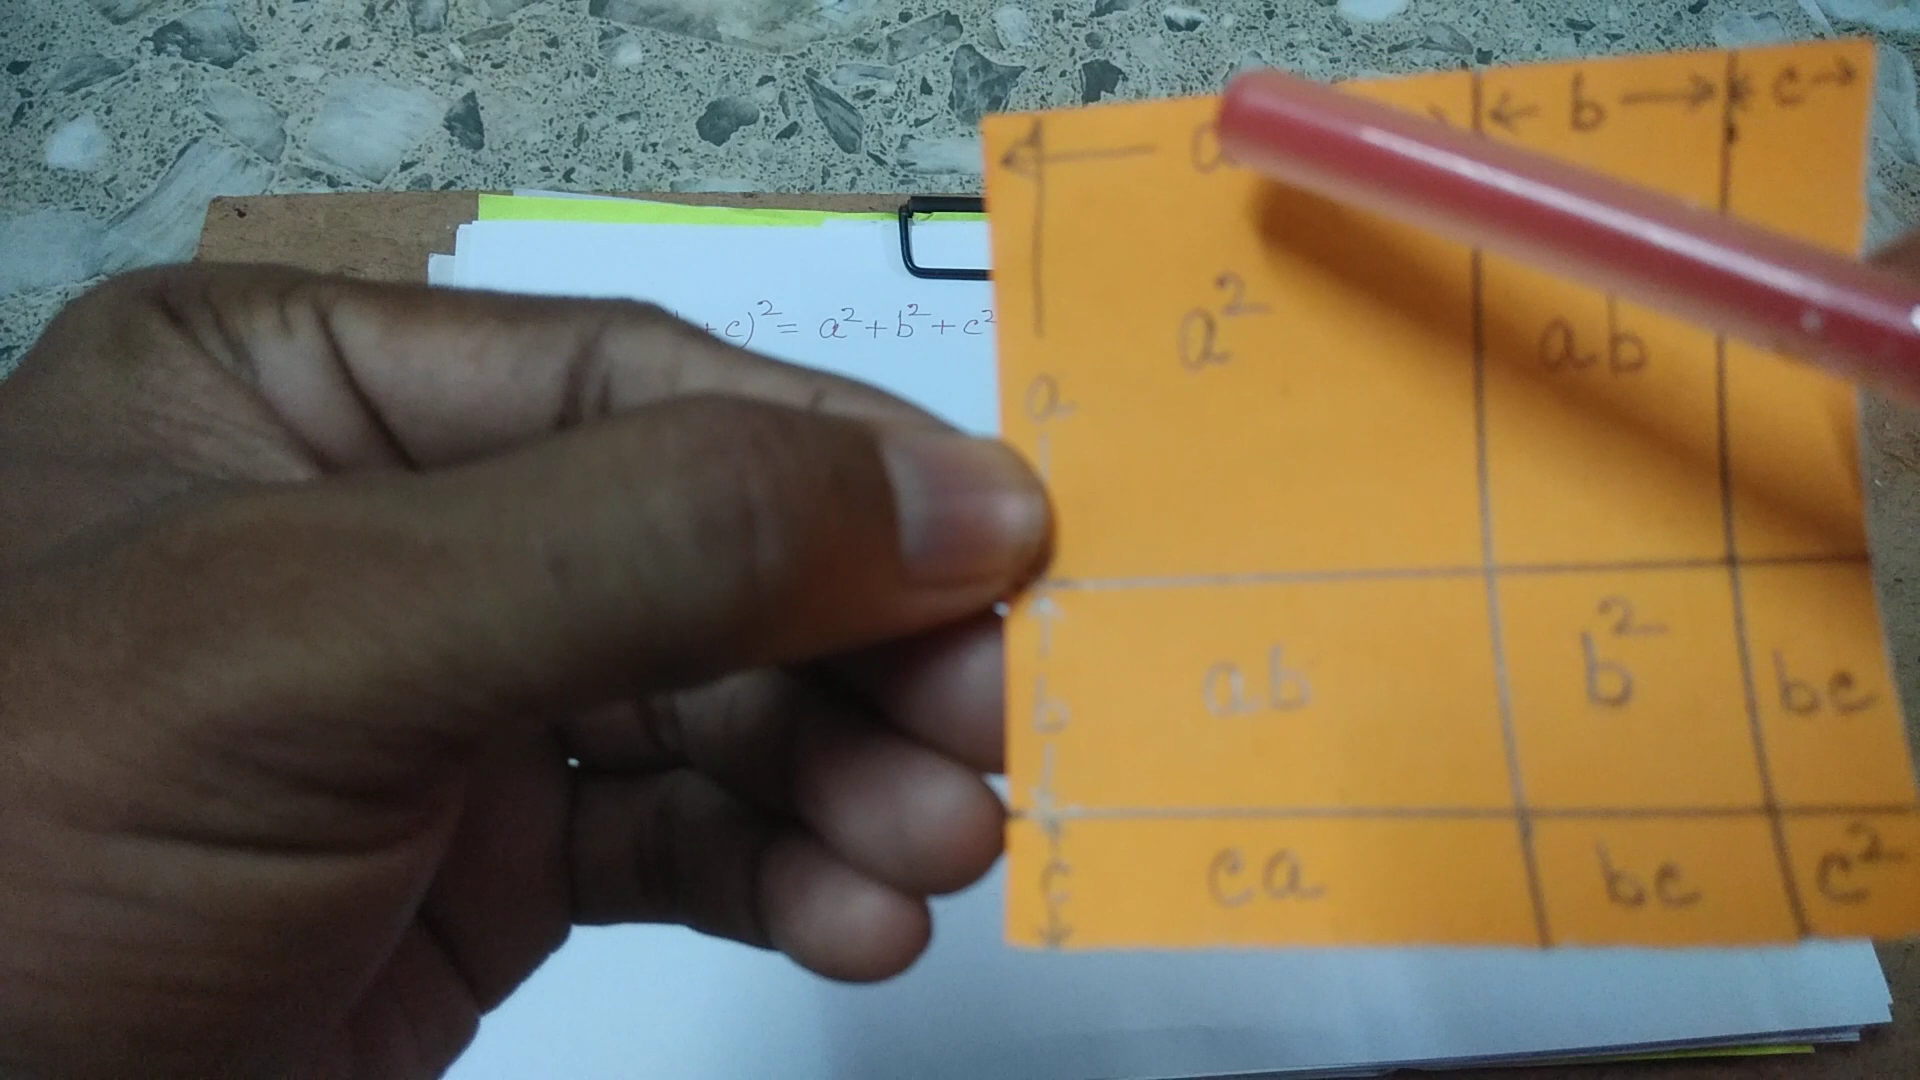 +c)² = a² + b² + c²
a b c
a² ab
a
ab b² bc
b
ca bc c²
c